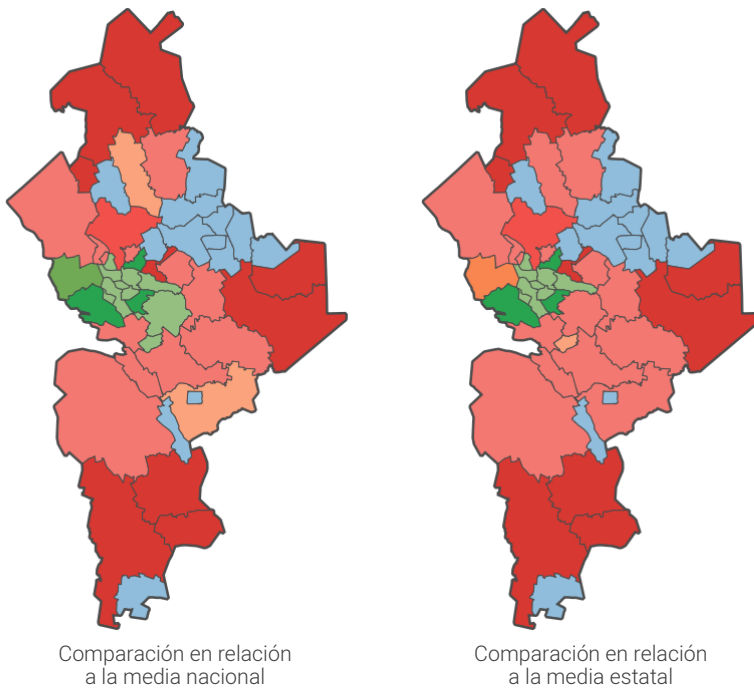 Comparación en relación
a la media nacional
Comparación en relación
a la media estatal